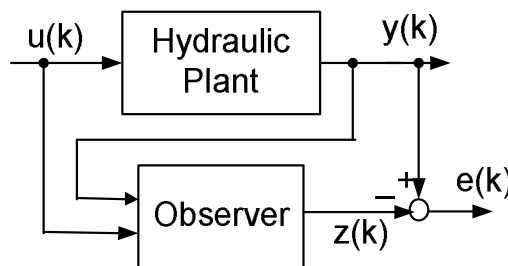 u(k)
Hydraulic
Plant
y(k)
Observer
+
−
z(k)
e(k)